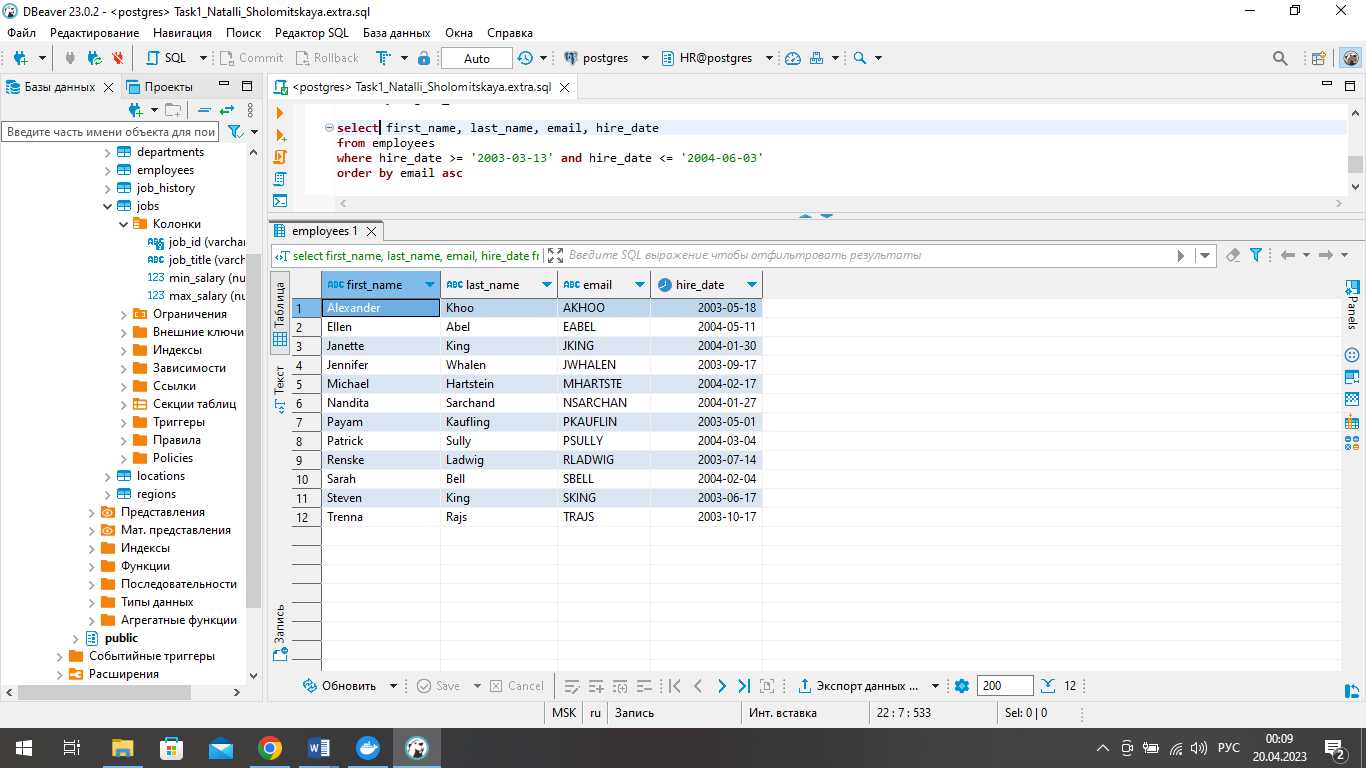 DBeaver 23.0.2 - <postgres> Task1_Natalli_Sholomitskaya.extra.sql
Файл Редактирование Навигация Поиск Редактор SQL База данных Окна Справка
SQL Commit Rollback Auto postgres HR@postgres
Базы данных Проекты
Введите часть имени объекта для пои
departments
employees
job_history
jobs
Колонки
ABC job_id (varchar
ABC job_title (varch
123 min_salary (nu
123 max_salary (nu
Ограничения
Внешние ключи
Индексы
Зависимости
Ссылки
Секции таблиц
Триггеры
Правила
Policies
locations
regions
Представления
Мат. представления
Индексы
Функции
Последовательности
Типы данных
Агрегатные функции
public
Событийные триггеры
Расширения
<postgres> Task1_Natalli_Sholomitskaya.extra.sql
select first_name, last_name, email, hire_date
from employees
where hire_date >= '2003-03-13' and hire_date <= '2004-06-03'
order by email asc
employees 1
select first_name, last_name, email, hire_date fr Введите SQL выражение чтобы отфильтровать результаты
Таблица
Текст
Запись
ABC first_name ABC last_name ABC email hire_date
1 Alexander Khoo AKHOO 2003-05-18
2 Ellen Abel EABEL 2004-05-11
3 Janette King JKING 2004-01-30
4 Jennifer Whalen JWHALEN 2003-09-17
5 Michael Hartstein MHARTSTE 2004-02-17
6 Nandita Sarchand NSARCHAN 2004-01-27
7 Payam Kaufling PKAUFLIN 2003-05-01
8 Patrick Sully PSULLY 2004-03-04
9 Renske Ladwig RLADWIG 2003-07-14
10 Sarah Bell SBELL 2004-02-04
11 Steven King SKING 2003-06-17
12 Trenna Rajs TRAJS 2003-10-17
Panels
Обновить Save Cancel Экспорт данных ... 200 12
MSK ru Запись Инт. вставка 22 : 7 : 533 Sel: 0 | 0
РУС 00:09
20.04.2023
2